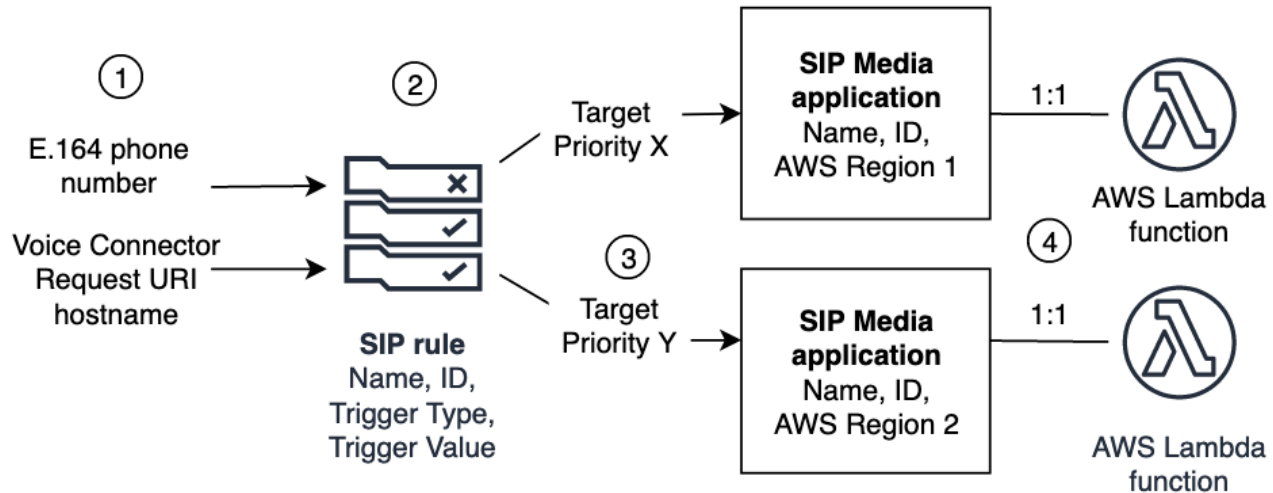 1
E.164 phone
number
Voice Connector
Request URI
hostname
2
SIP rule
Name, ID,
Trigger Type,
Trigger Value
Target
Priority X
3
Target
Priority Y
SIP Media
application
Name, ID,
AWS Region 1
SIP Media
application
Name, ID,
AWS Region 2
1:1
AWS Lambda
function
4
1:1
AWS Lambda
function